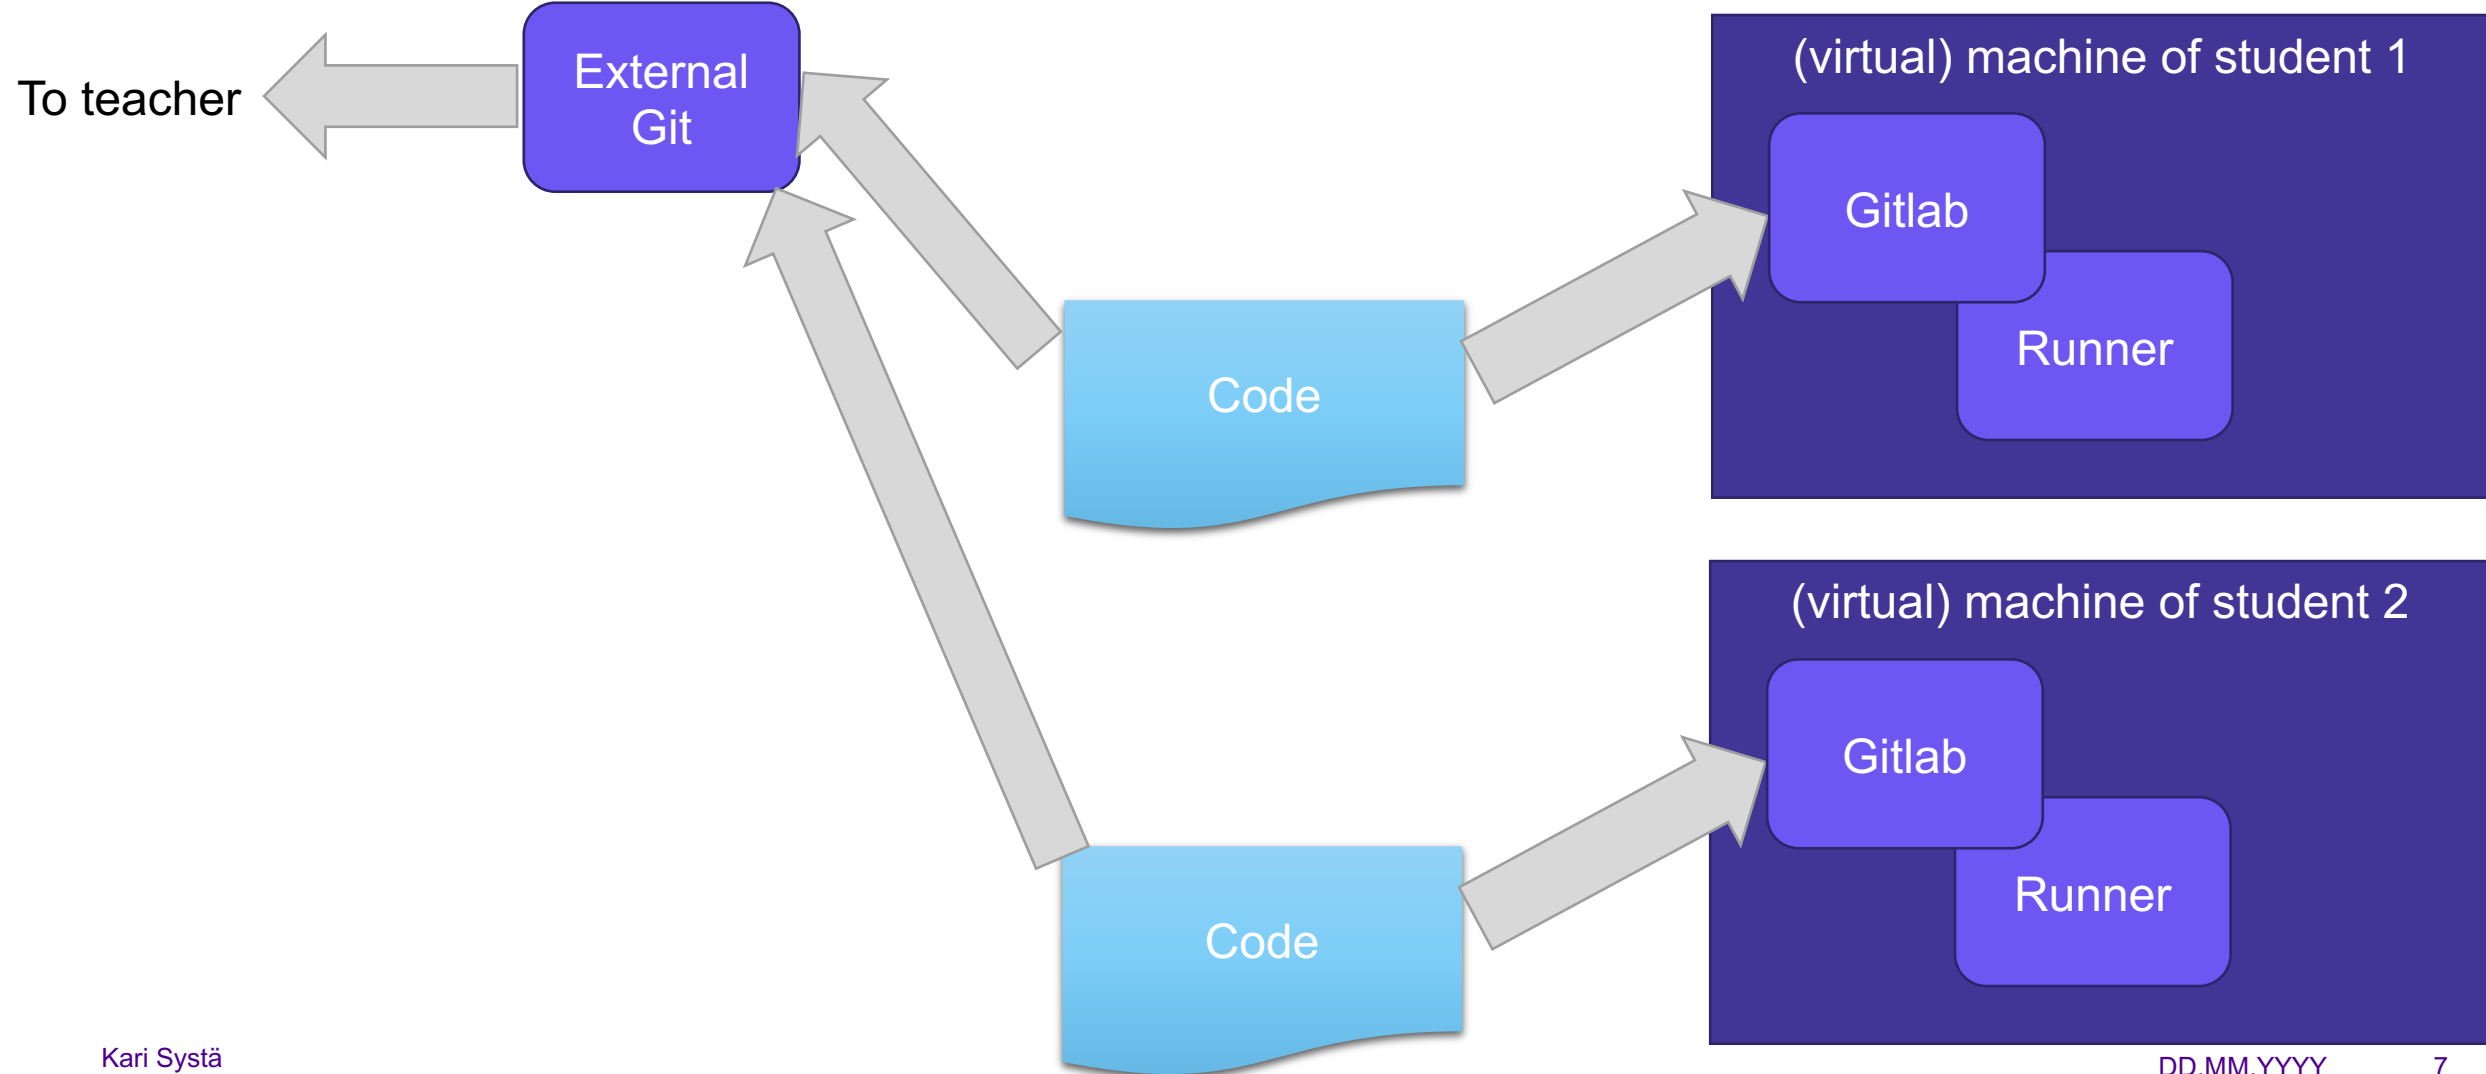 To teacher
External
Git
(virtual) machine of student 1
Gitlab
Runner
Code
(virtual) machine of student 2
Gitlab
Runner
Code
Kari Systä
DD.MM.YYYY
7